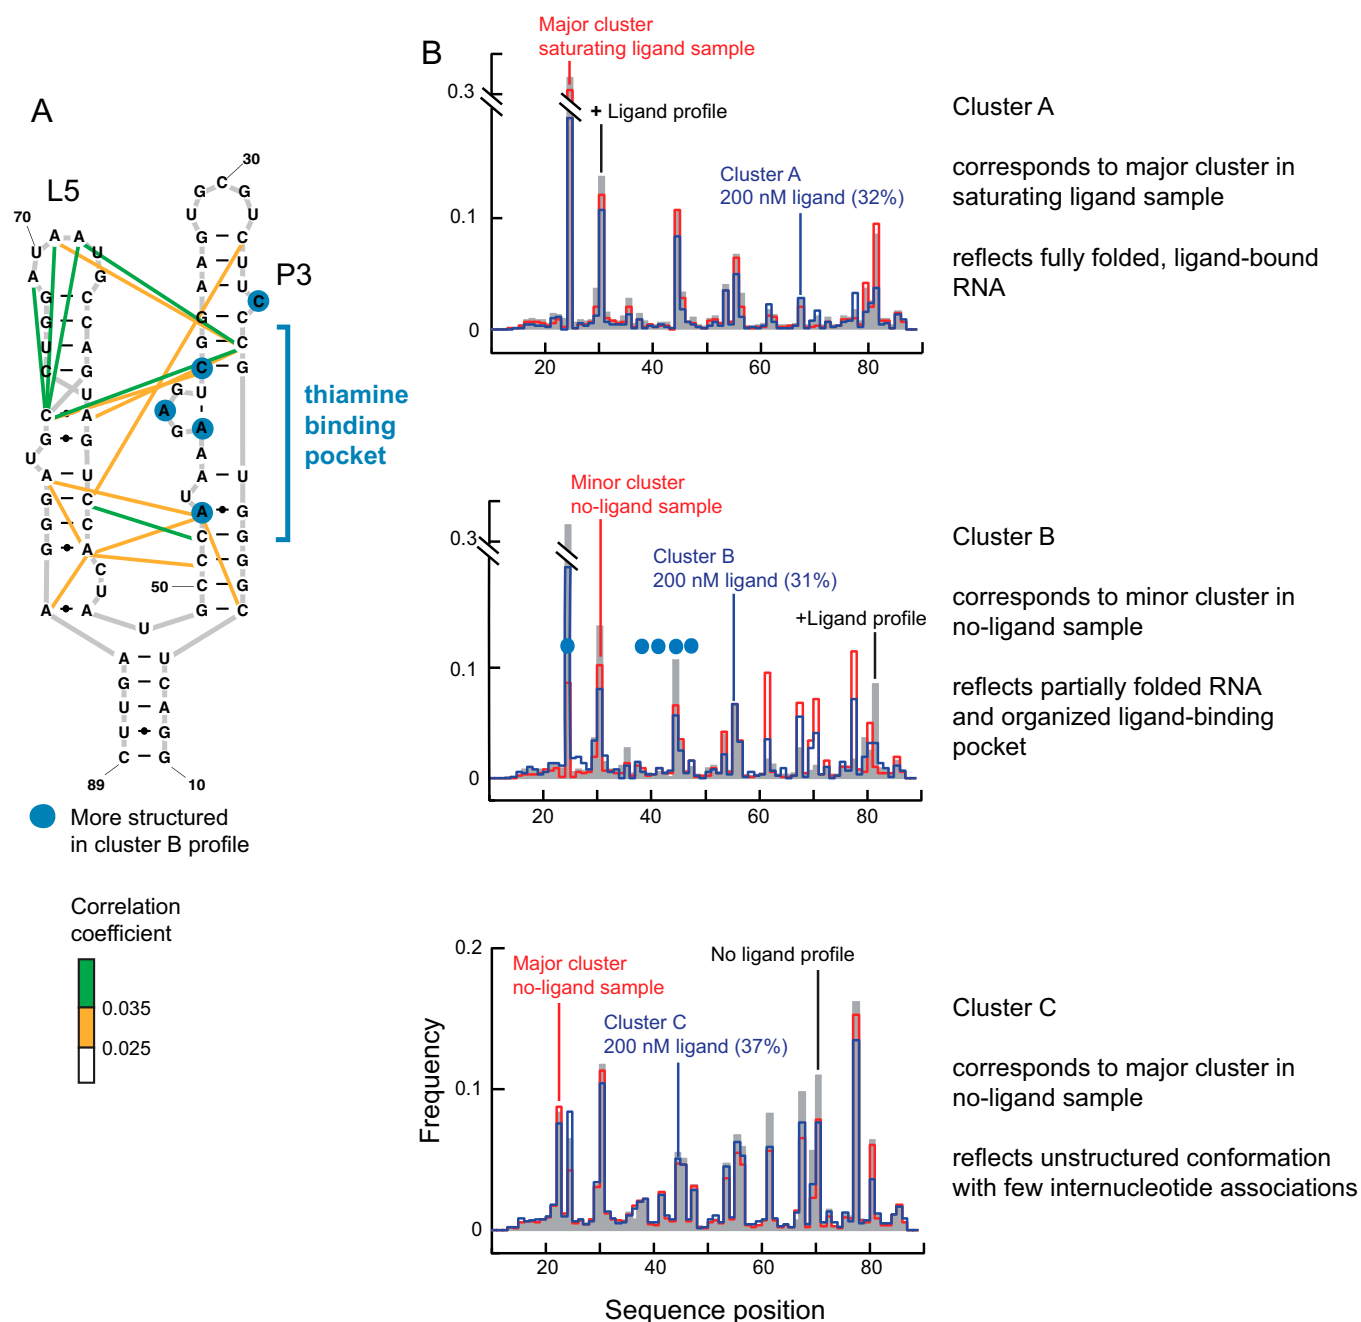 A
L5
P3
30
70
50
89
10
thiamine
binding
pocket
More structured
in cluster B profile
Correlation
coefficient
0.035
0.025
B
Major cluster
saturating ligand sample
+ Ligand profile
Cluster A
200 nM ligand (32%)
0.3
0.1
0
20 40 60 80
Cluster A
corresponds to major cluster in
saturating ligand sample
reflects fully folded, ligand-bound
RNA
Minor cluster
no-ligand sample
Cluster B
200 nM ligand (31%)
+Ligand profile
0.3
0.1
0
20 40 60 80
Cluster B
corresponds to minor cluster in
no-ligand sample
reflects partially folded RNA
and organized ligand-binding
pocket
Major cluster
no-ligand sample
Cluster C
200 nM ligand (37%)
No ligand profile
0.2
0.1
0
Frequency
20 40 60 80
Sequence position
Cluster C
corresponds to major cluster in
no-ligand sample
reflects unstructured conformation
with few internucleotide associations